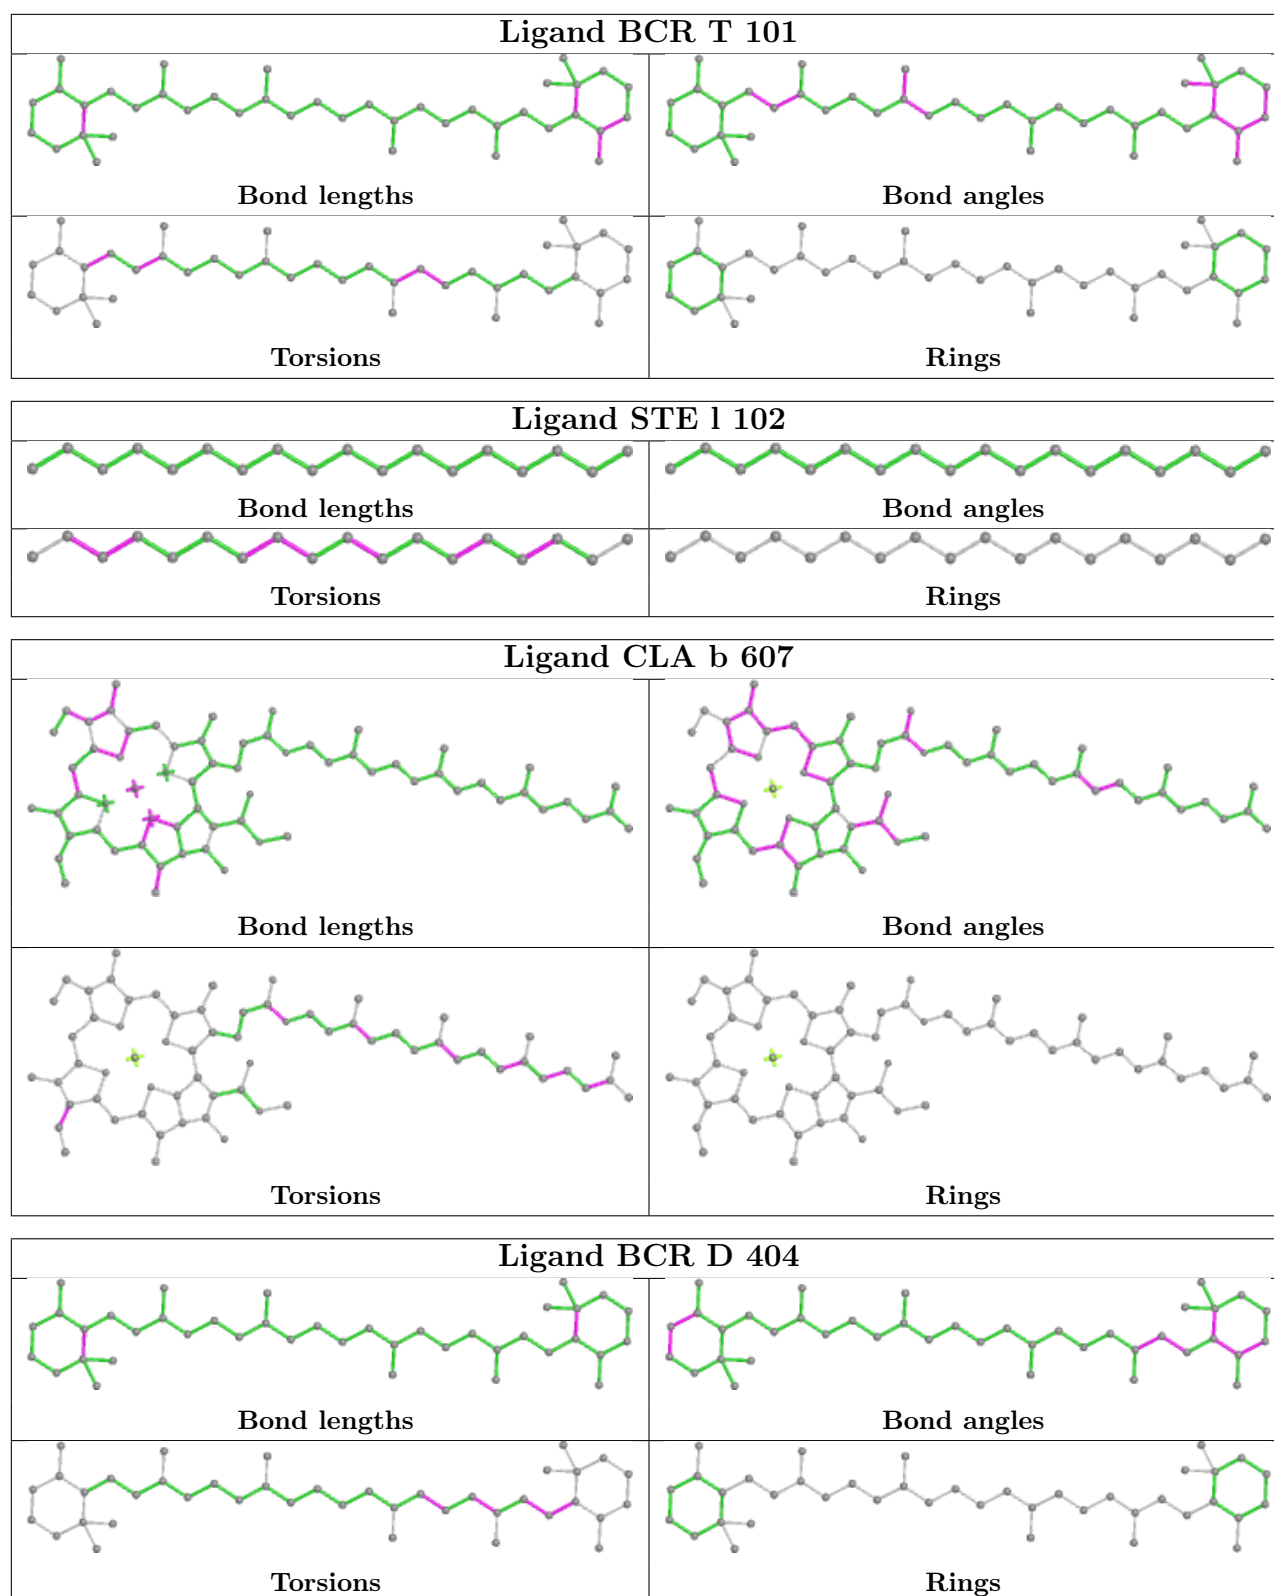 Ligand BCR T 101
Bond lengths
Bond angles
Torsions
Rings
Ligand STE l 102
Bond lengths
Bond angles
Torsions
Rings
Ligand CLA b 607
Bond lengths
Bond angles
Torsions
Rings
Ligand BCR D 404
Bond lengths
Bond angles
Torsions
Rings